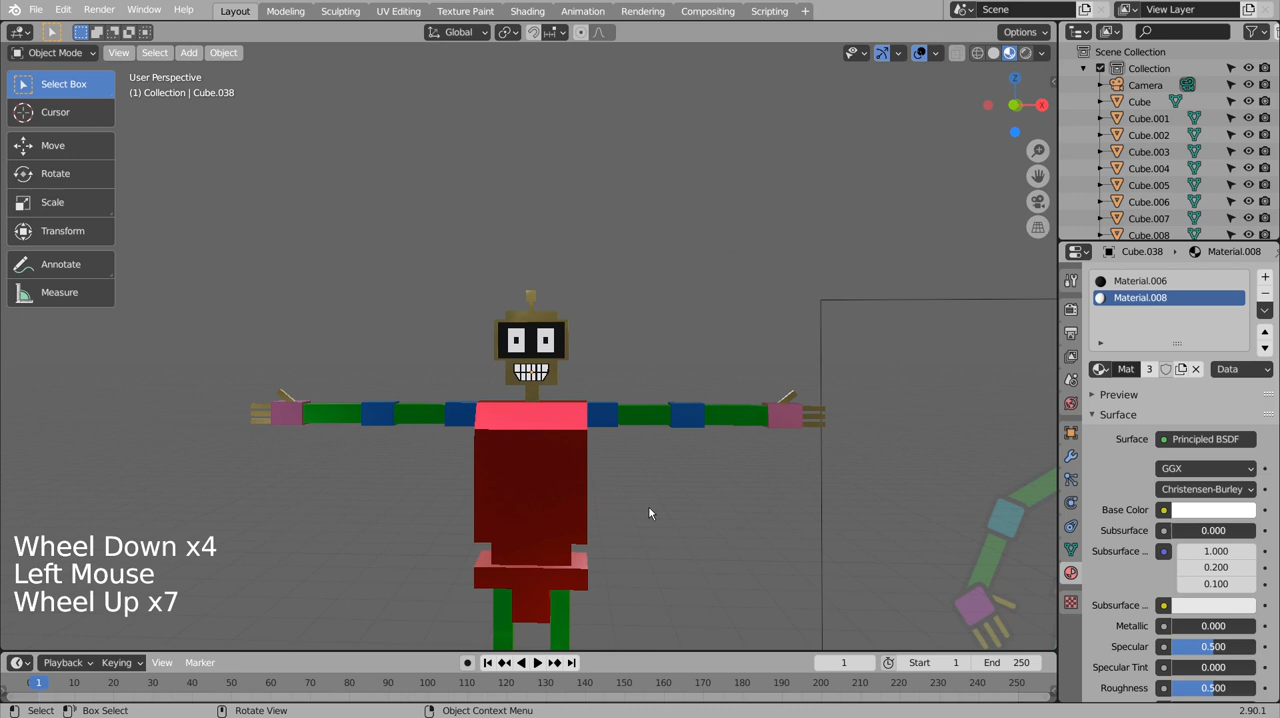 File Edit Render Window Help
Layout Modeling Sculpting UV Editing Texture Paint Shading Animation Rendering Compositing Scripting +
Scene
View Layer
Global
Options
Object Mode View Select Add Object
Select Box
Cursor
Move
Rotate
Scale
Transform
Annotate
Measure
User Perspective
(1) Collection | Cube.038
Z
X
Wheel Down x4
Left Mouse
Wheel Up x7
Scene Collection
Collection
Camera
Cube
Cube.001
Cube.002
Cube.003
Cube.004
Cube.005
Cube.006
Cube.007
Cube.008
Cube.038 Material.008
Material.006
Material.008
Mat 3 Data
Preview
Surface
Surface Principled BSDF
GGX
Christensen-Burley
Base Color
Subsurface 0.000
Subsurface .. 1.000
0.200
0.100
Subsurface ..
Metallic 0.000
Specular 0.500
Specular Tint 0.000
Roughness 0.500
Playback Keying View Marker
1 Start 1 End 250
1 10 20 30 40 50 60 70 80 90 100 110 120 130 140 150 160 170 180 190 200 210 220 230 240 250
Select Box Select Rotate View Object Context Menu 2.90.1